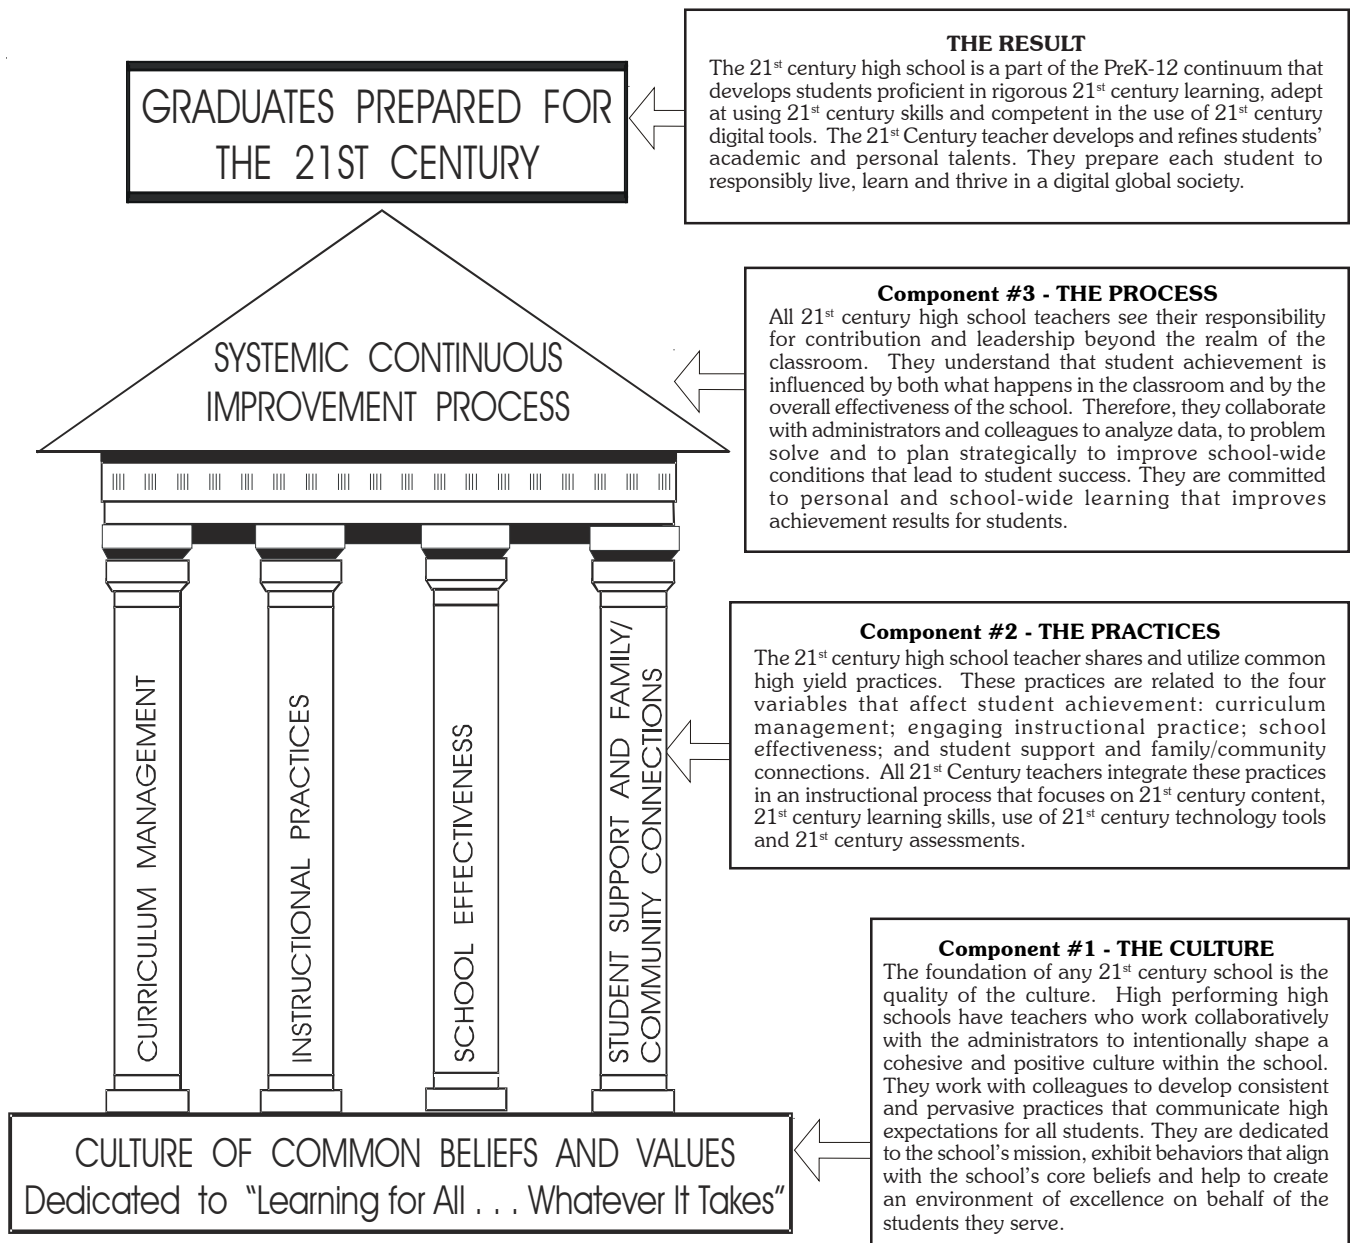 GRADUATES PREPARED FOR
THE 21ST CENTURY
THE RESULT
The 21st century high school is a part of the PreK-12 continuum that
develops students proficient in rigorous 21st century learning, adept
at using 21st century skills and competent in the use of 21st century
digital tools. The 21st Century teacher develops and refines students'
academic and personal talents. They prepare each student to
responsibly live, learn and thrive in a digital global society.
SYSTEMIC CONTINUOUS
IMPROVEMENT PROCESS
Component #3 - THE PROCESS
All 21st century high school teachers see their responsibility
for contribution and leadership beyond the realm of the
classroom. They understand that student achievement is
influenced by both what happens in the classroom and by the
overall effectiveness of the school. Therefore, they collaborate
with administrators and colleagues to analyze data, to problem
solve and to plan strategically to improve school-wide
conditions that lead to student success. They are committed
to personal and school-wide learning that improves
achievement results for students.
CURRICULUM MANAGEMENT
INSTRUCTIONAL PRACTICES
SCHOOL EFFECTIVENESS
STUDENT SUPPORT AND FAMILY/
COMMUNITY CONNECTIONS
Component #2 - THE PRACTICES
The 21st century high school teacher shares and utilize common
high yield practices. These practices are related to the four
variables that affect student achievement: curriculum
management; engaging instructional practice; school
effectiveness; and student support and family/community
connections. All 21st Century teachers integrate these practices
in an instructional process that focuses on 21st century content,
21st century learning skills, use of 21st century technology tools
and 21st century assessments.
CULTURE OF COMMON BELIEFS AND VALUES
Dedicated to "Learning for All . . . Whatever It Takes"
Component #1 - THE CULTURE
The foundation of any 21st century school is the
quality of the culture. High performing high
schools have teachers who work collaboratively
with the administrators to intentionally shape a
cohesive and positive culture within the school.
They work with colleagues to develop consistent
and pervasive practices that communicate high
expectations for all students. They are dedicated
to the school's mission, exhibit behaviors that align
with the school's core beliefs and help to create
an environment of excellence on behalf of the
students they serve.